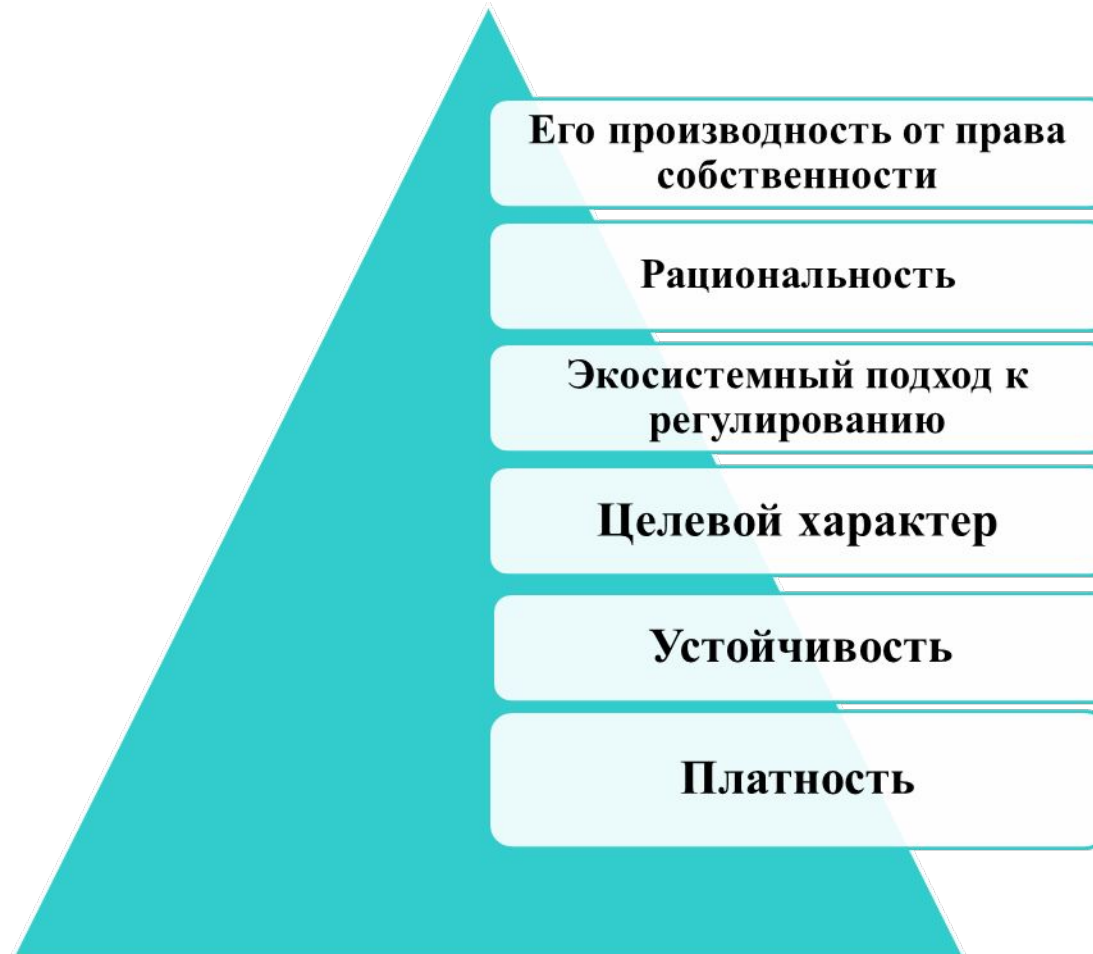 Его производность от права
собственности
Рациональность
Экосистемный подход к
регулированию
Целевой характер
Устойчивость
Платность